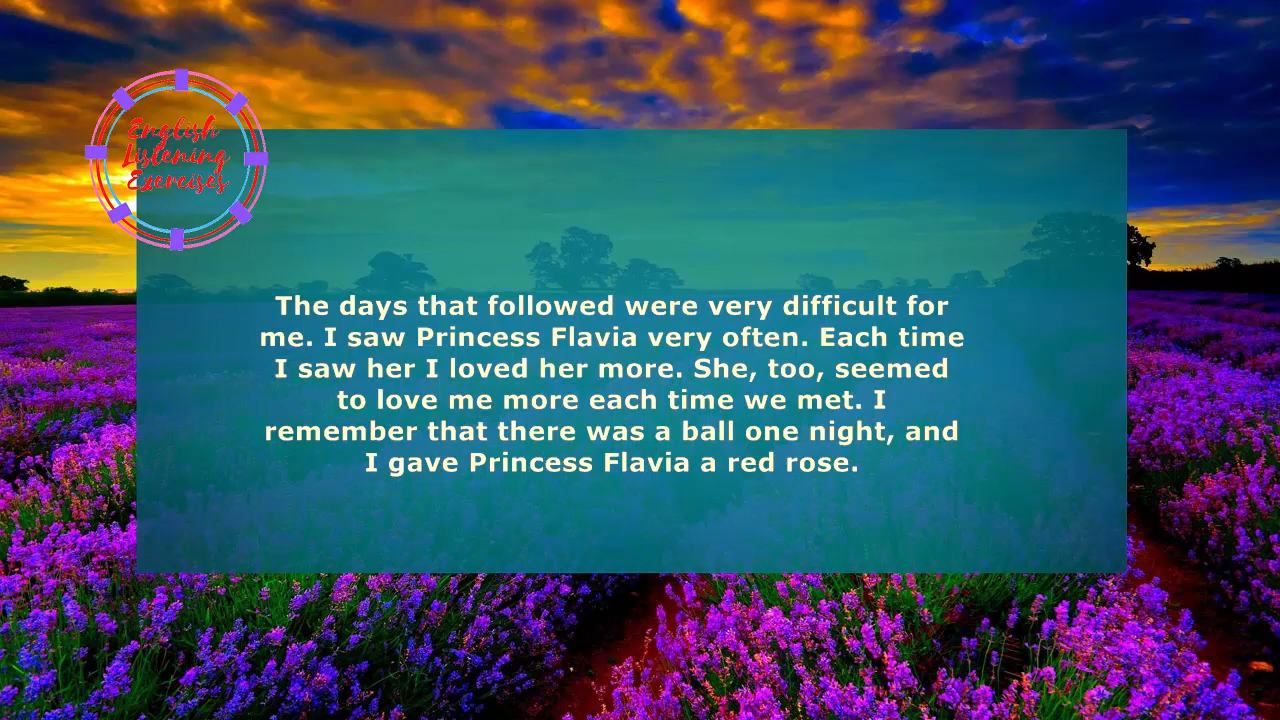 English
Listening
Exercises
The days that followed were very difficult for
me. I saw Princess Flavia very often. Each time
I saw her I loved her more. She, too, seemed
to love me more each time we met. I
remember that there was a ball one night, and
I gave Princess Flavia a red rose.